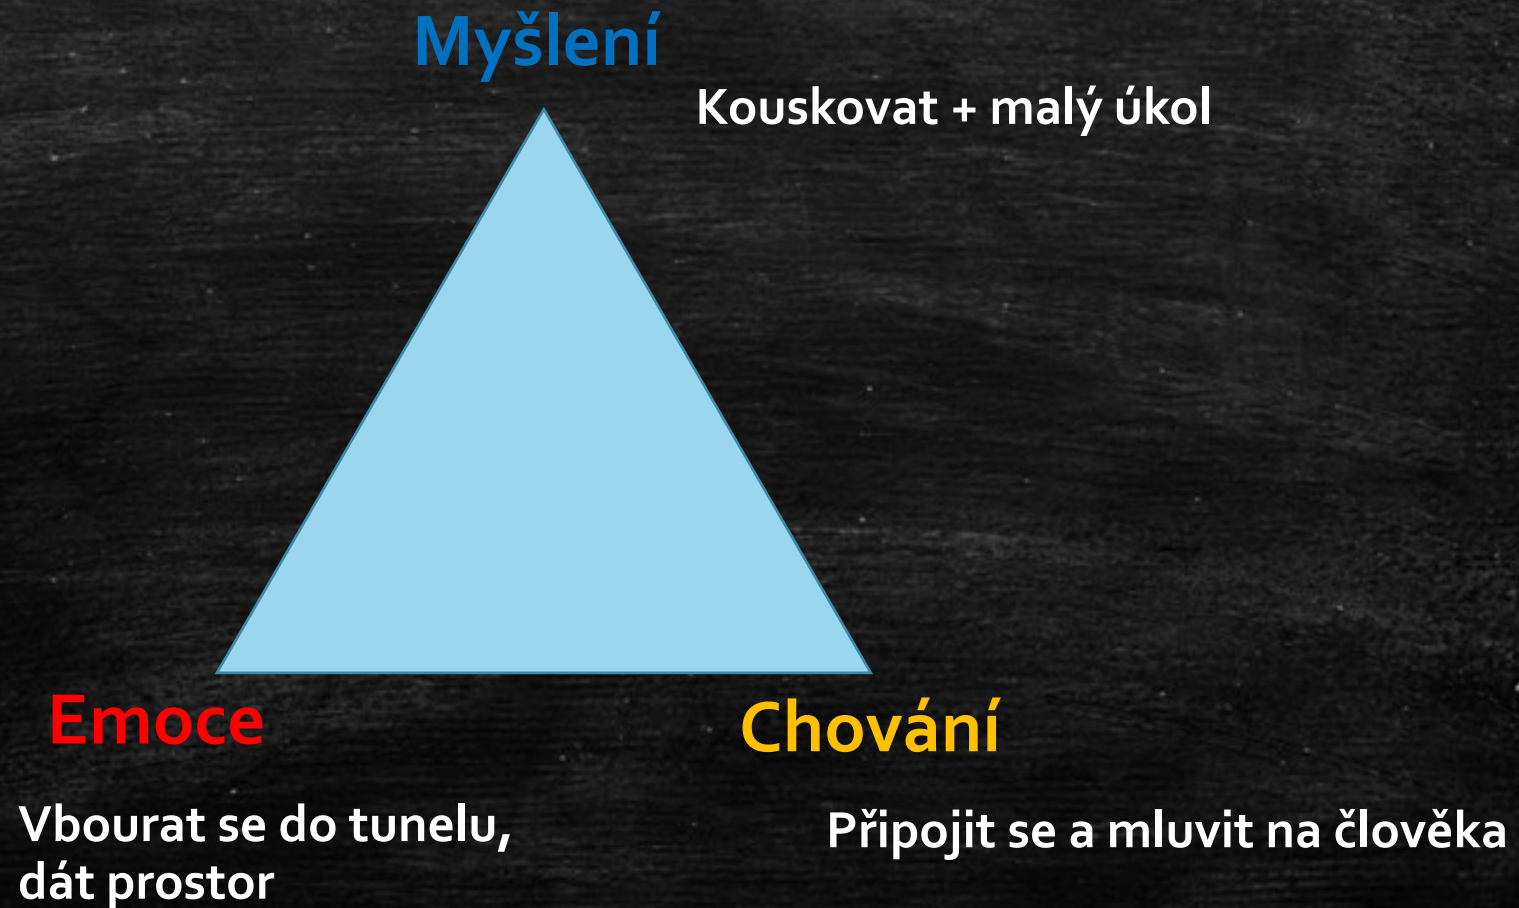 Myšlení
Kouskovat + malý úkol
Emoce
Chování
Vbourat se do tunelu,
dát prostor
Připojit se a mluvit na člověka